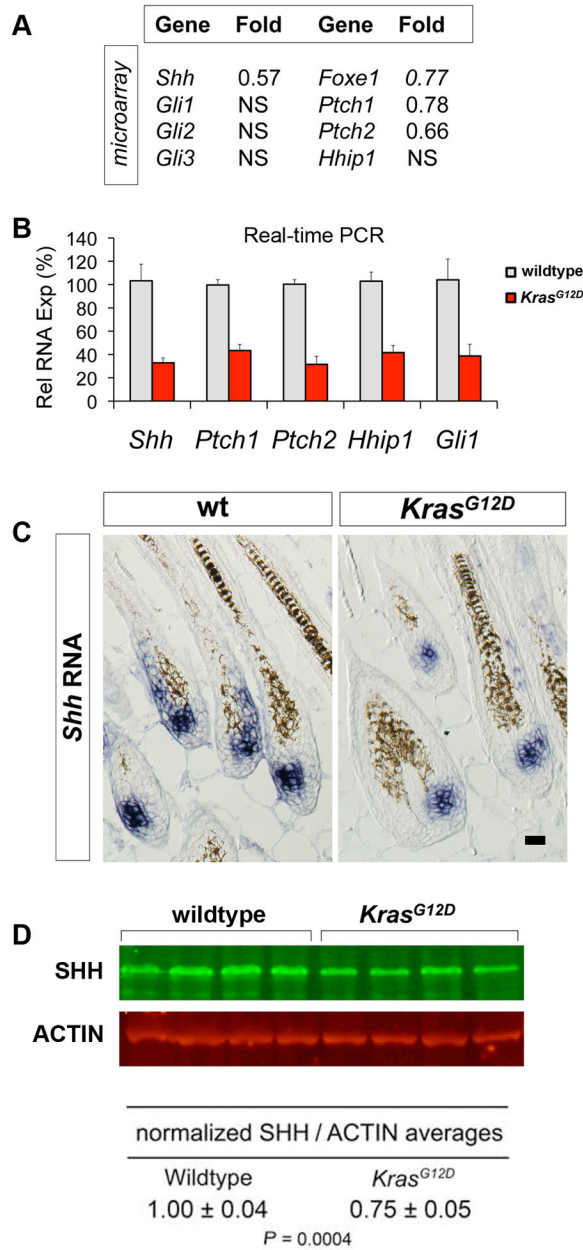 A
Gene Fold Gene Fold
microarray
Shh 0.57 Foxe1 0.77
Gli1 NS Ptch1 0.78
Gli2 NS Ptch2 0.66
Gli3 NS Hhip1 NS
B
Real-time PCR
Rel RNA Exp (%)
140
120
100
80
60
40
20
0
wildtype
KrasG12D
Shh Ptch1 Ptch2 Hhip1 Gli1
wt KrasG12D
C
Shh RNA
wildtype KrasG12D
D
SHH
ACTIN
normalized SHH / ACTIN averages
Wildtype KrasG12D
1.00 ± 0.04 0.75 ± 0.05
P = 0.0004